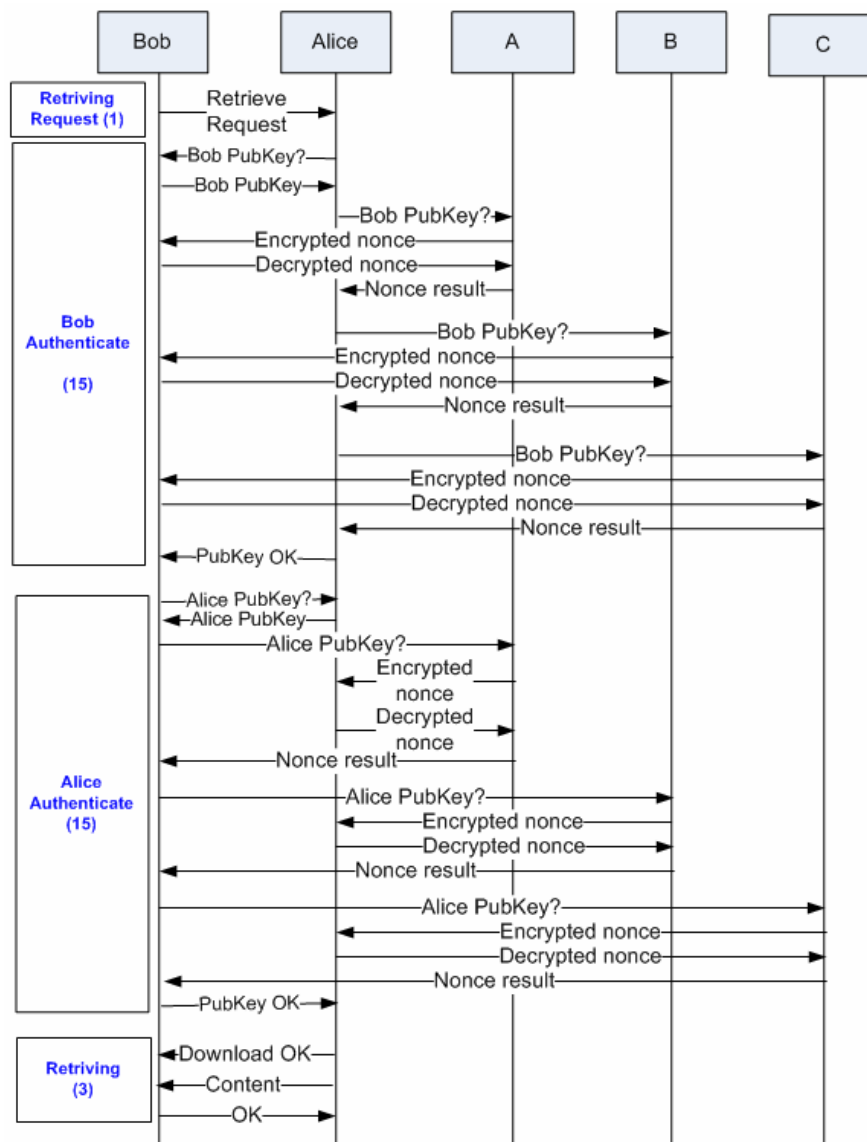 Bob
Alice
A
B
C
Retriving
Request (1)
Retrieve
Request
Bob PubKey?
Bob PubKey
Bob PubKey?
Encrypted nonce
Decrypted nonce
Nonce result
Bob
Authenticate
(15)
Bob PubKey?
Encrypted nonce
Decrypted nonce
Nonce result
Bob PubKey?
Encrypted nonce
Decrypted nonce
Nonce result
PubKey OK
Alice PubKey?
Alice PubKey
Alice PubKey?
Encrypted
nonce
Decrypted
nonce
Nonce result
Alice
Authenticate
(15)
Alice PubKey?
Encrypted nonce
Decrypted nonce
Nonce result
Alice PubKey?
Encrypted nonce
Decrypted nonce
Nonce result
PubKey OK
Retriving
(3)
Download OK
Content
OK